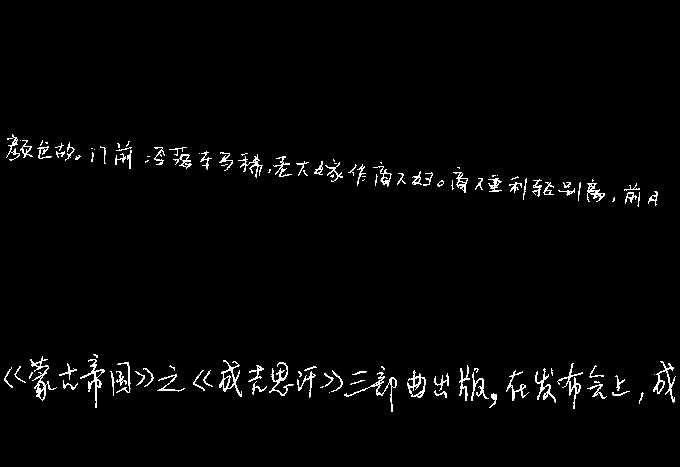 颜色故。门前冷落车马稀,老大嫁作商人妇。商人重利轻别离,前月
《蒙古帝国》之《成吉思汗》三部曲出版。在发布会上,成